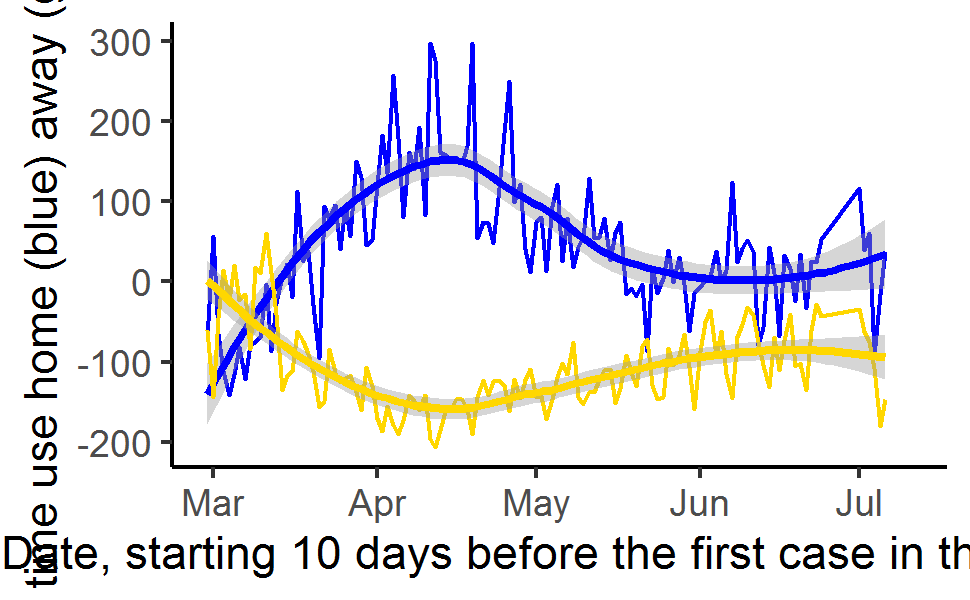 time use home (blue) away (
300
200
100
0
-100
-200
Mar Apr May Jun Jul
Date, starting 10 days before the first case in th